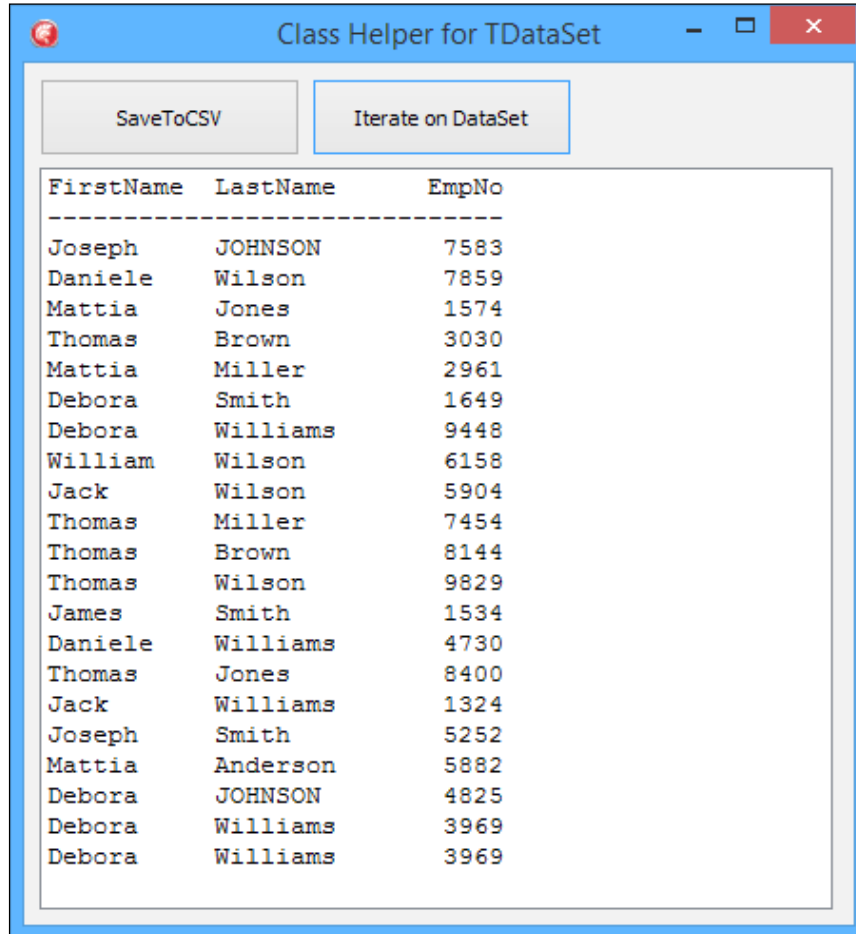 Class Helper for TDataSet
SaveToCSV Iterate on DataSet
FirstName LastName EmpNo
------------------------------
Joseph JOHNSON 7583
Daniele Wilson 7859
Mattia Jones 1574
Thomas Brown 3030
Mattia Miller 2961
Debora Smith 1649
Debora Williams 9448
William Wilson 6158
Jack Wilson 5904
Thomas Miller 7454
Thomas Brown 8144
Thomas Wilson 9829
James Smith 1534
Daniele Williams 4730
Thomas Jones 8400
Jack Williams 1324
Joseph Smith 5252
Mattia Anderson 5882
Debora JOHNSON 4825
Debora Williams 3969
Debora Williams 3969